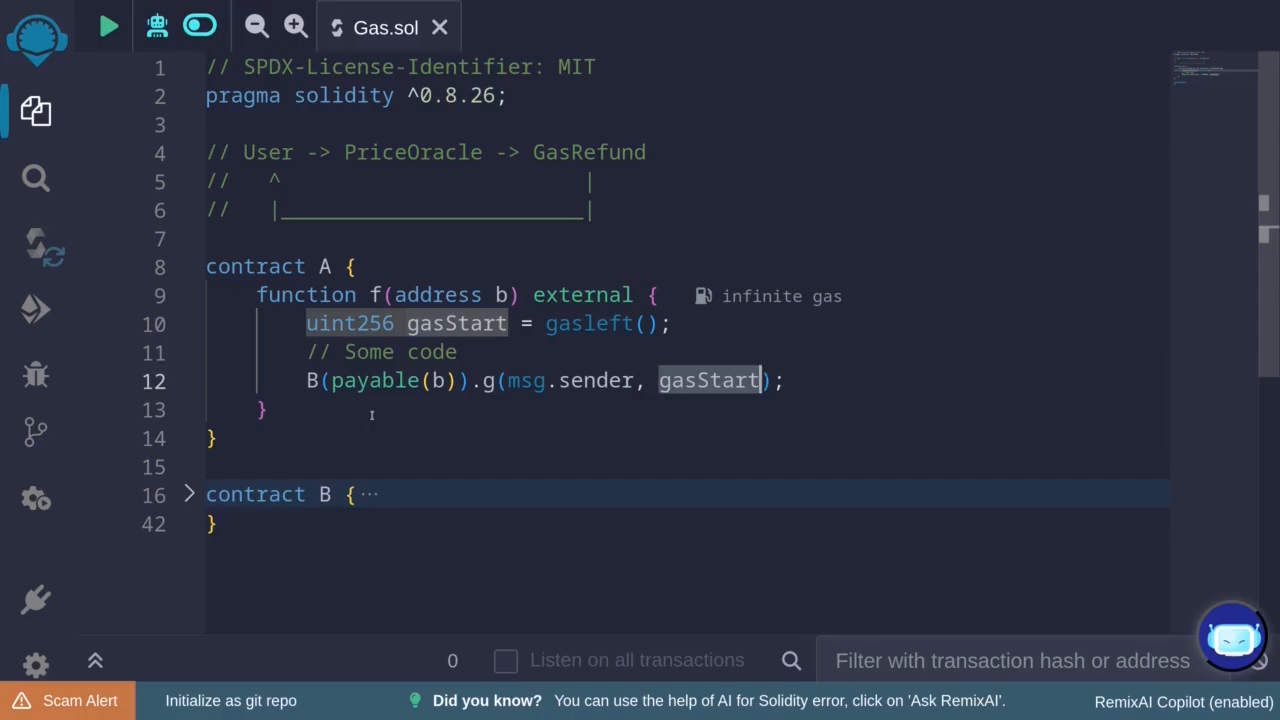 Gas.sol
1 // SPDX-License-Identifier: MIT
2 pragma solidity ^0.8.26;
3
4 // User -> PriceOracle -> GasRefund
5 //   ^                         |
6 //   |_________________________|
7
8 contract A {
9     function f(address b) external {    infinite gas
10         uint256 gasStart = gasleft();
11         // Some code
12         B(payable(b)).g(msg.sender, gasStart);
13     }
14 }
15
16 contract B {···
42 }
0 Listen on all transactions Filter with transaction hash or address
Scam Alert Initialize as git repo Did you know? You can use the help of AI for Solidity error, click on 'Ask RemixAI'. RemixAI Copilot (enabled)